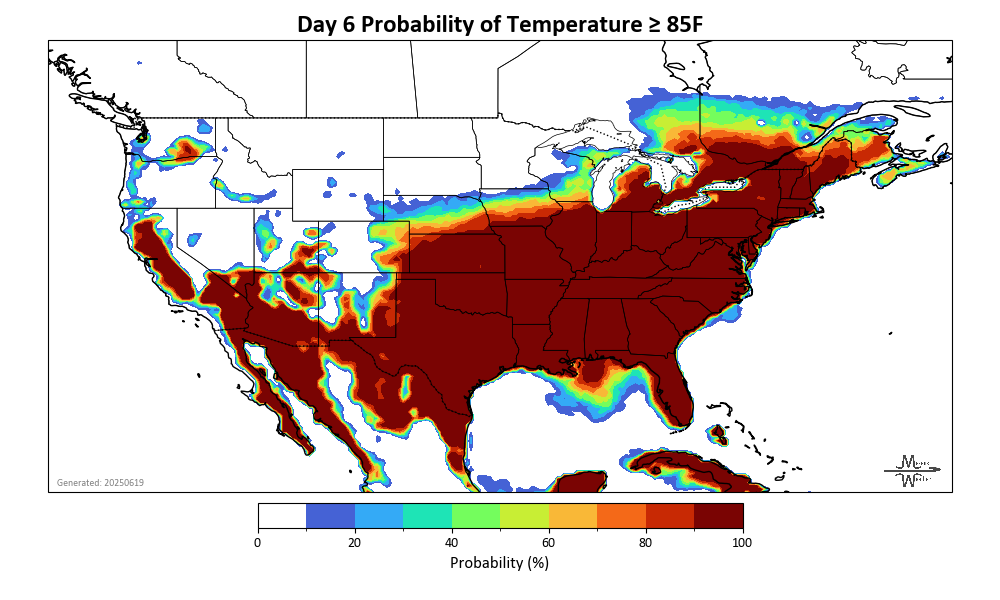 Day 6 Probability of Temperature ≥ 85F
Generated: 20250619
0 20 40 60 80 100
Probability (%)